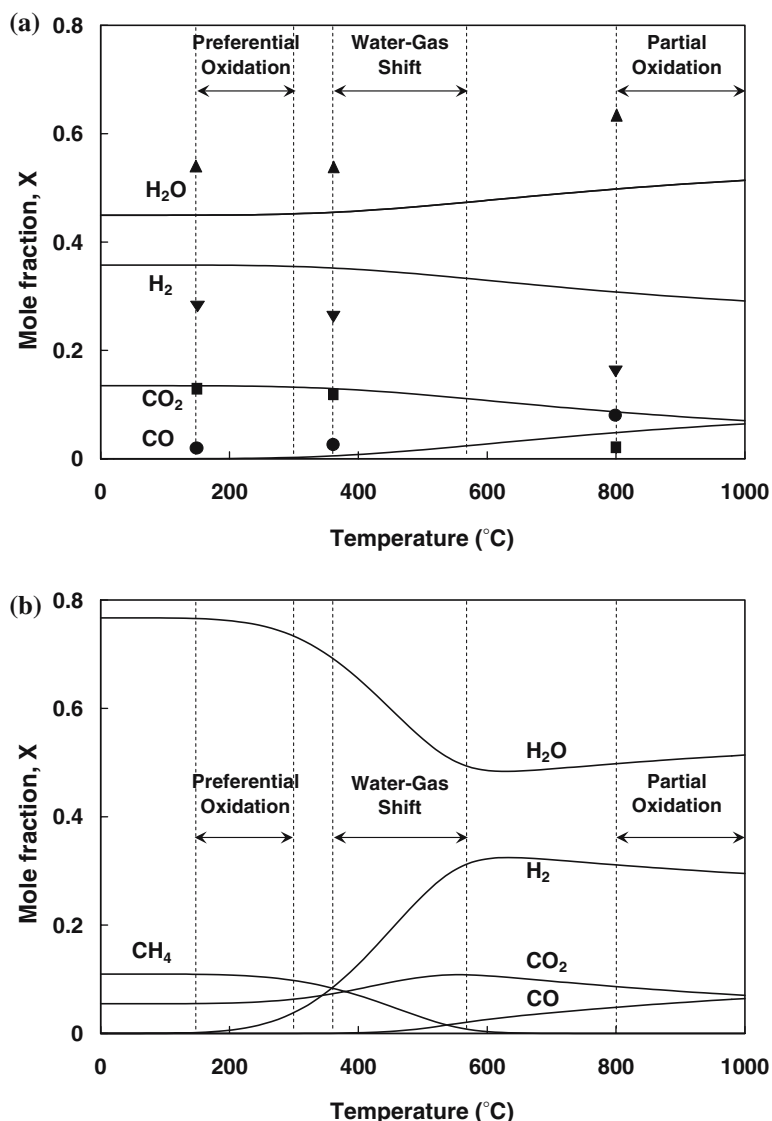 (a)
0.8
Preferential Oxidation
Water-Gas Shift
Partial Oxidation
0.6
H₂O
0.4
H₂
0.2
CO₂
CO
0
Mole fraction, X
0 200 400 600 800 1000
Temperature (°C)
(b)
0.8
0.6
H₂O
Preferential Oxidation
Water-Gas Shift
Partial Oxidation
0.4
H₂
0.2
CH₄
CO₂
CO
0
Mole fraction, X
0 200 400 600 800 1000
Temperature (°C)